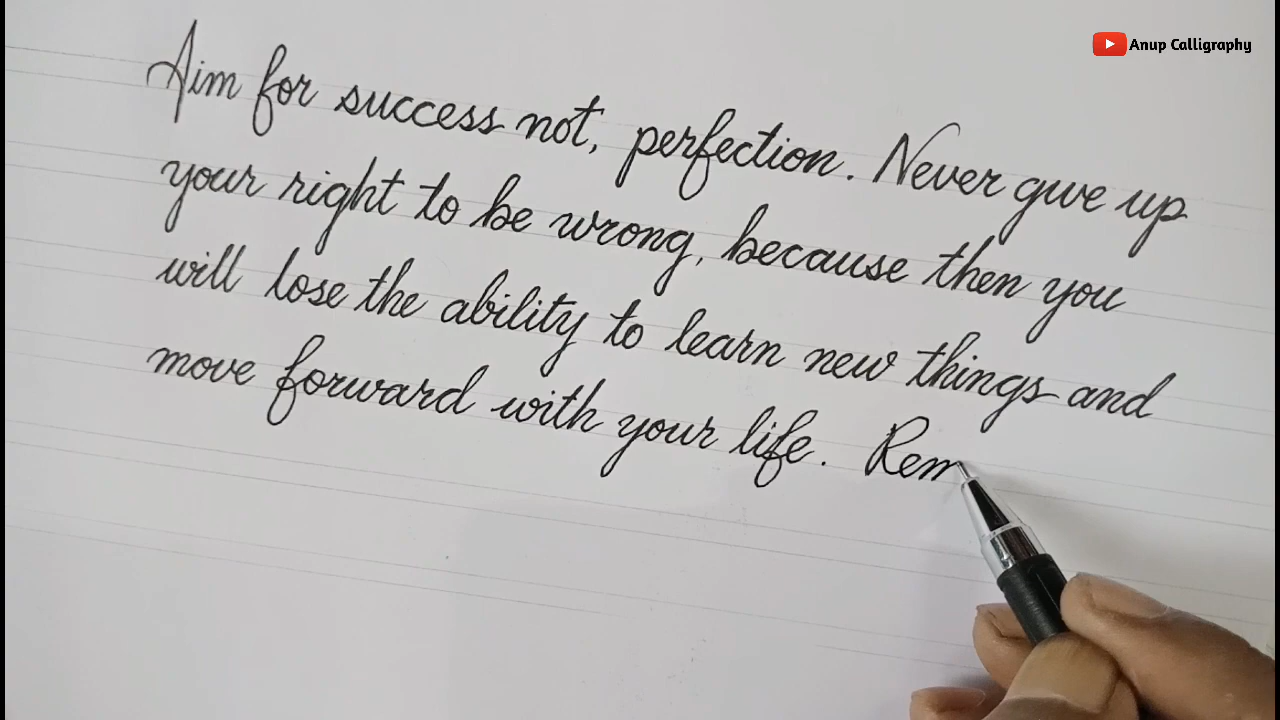 Anup Calligraphy
Aim for success not, perfection. Never give up
your right to be wrong, because then you
will lose the ability to learn new things and
move forward with your life. Rem